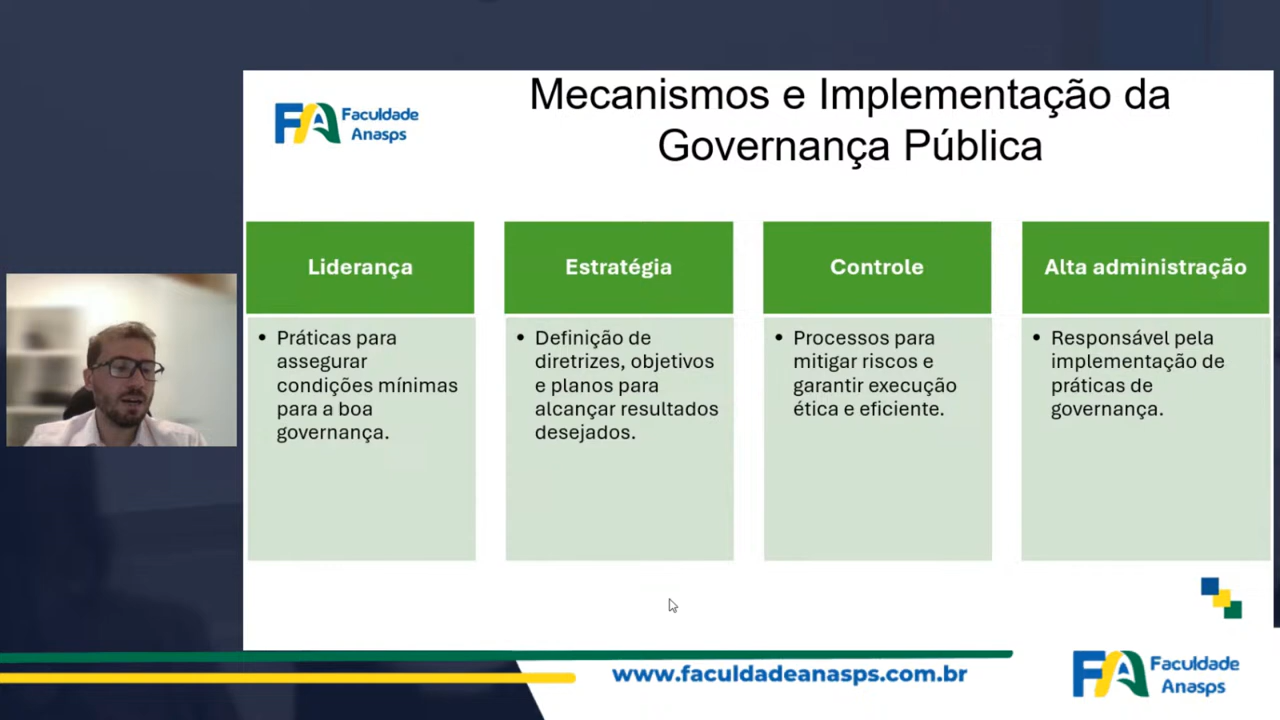 Mecanismos e Implementação da
Governança Pública
FA Faculdade
Anasps
Liderança
• Práticas para
assegurar
condições mínimas
para a boa
governança.
Estratégia
• Definição de
diretrizes, objetivos
e planos para
alcançar resultados
desejados.
Controle
• Processos para
mitigar riscos e
garantir execução
ética e eficiente.
Alta administração
• Responsável pela
implementação de
práticas de
governança.
www.faculdadeanasps.com.br
FA Faculdade
Anasps